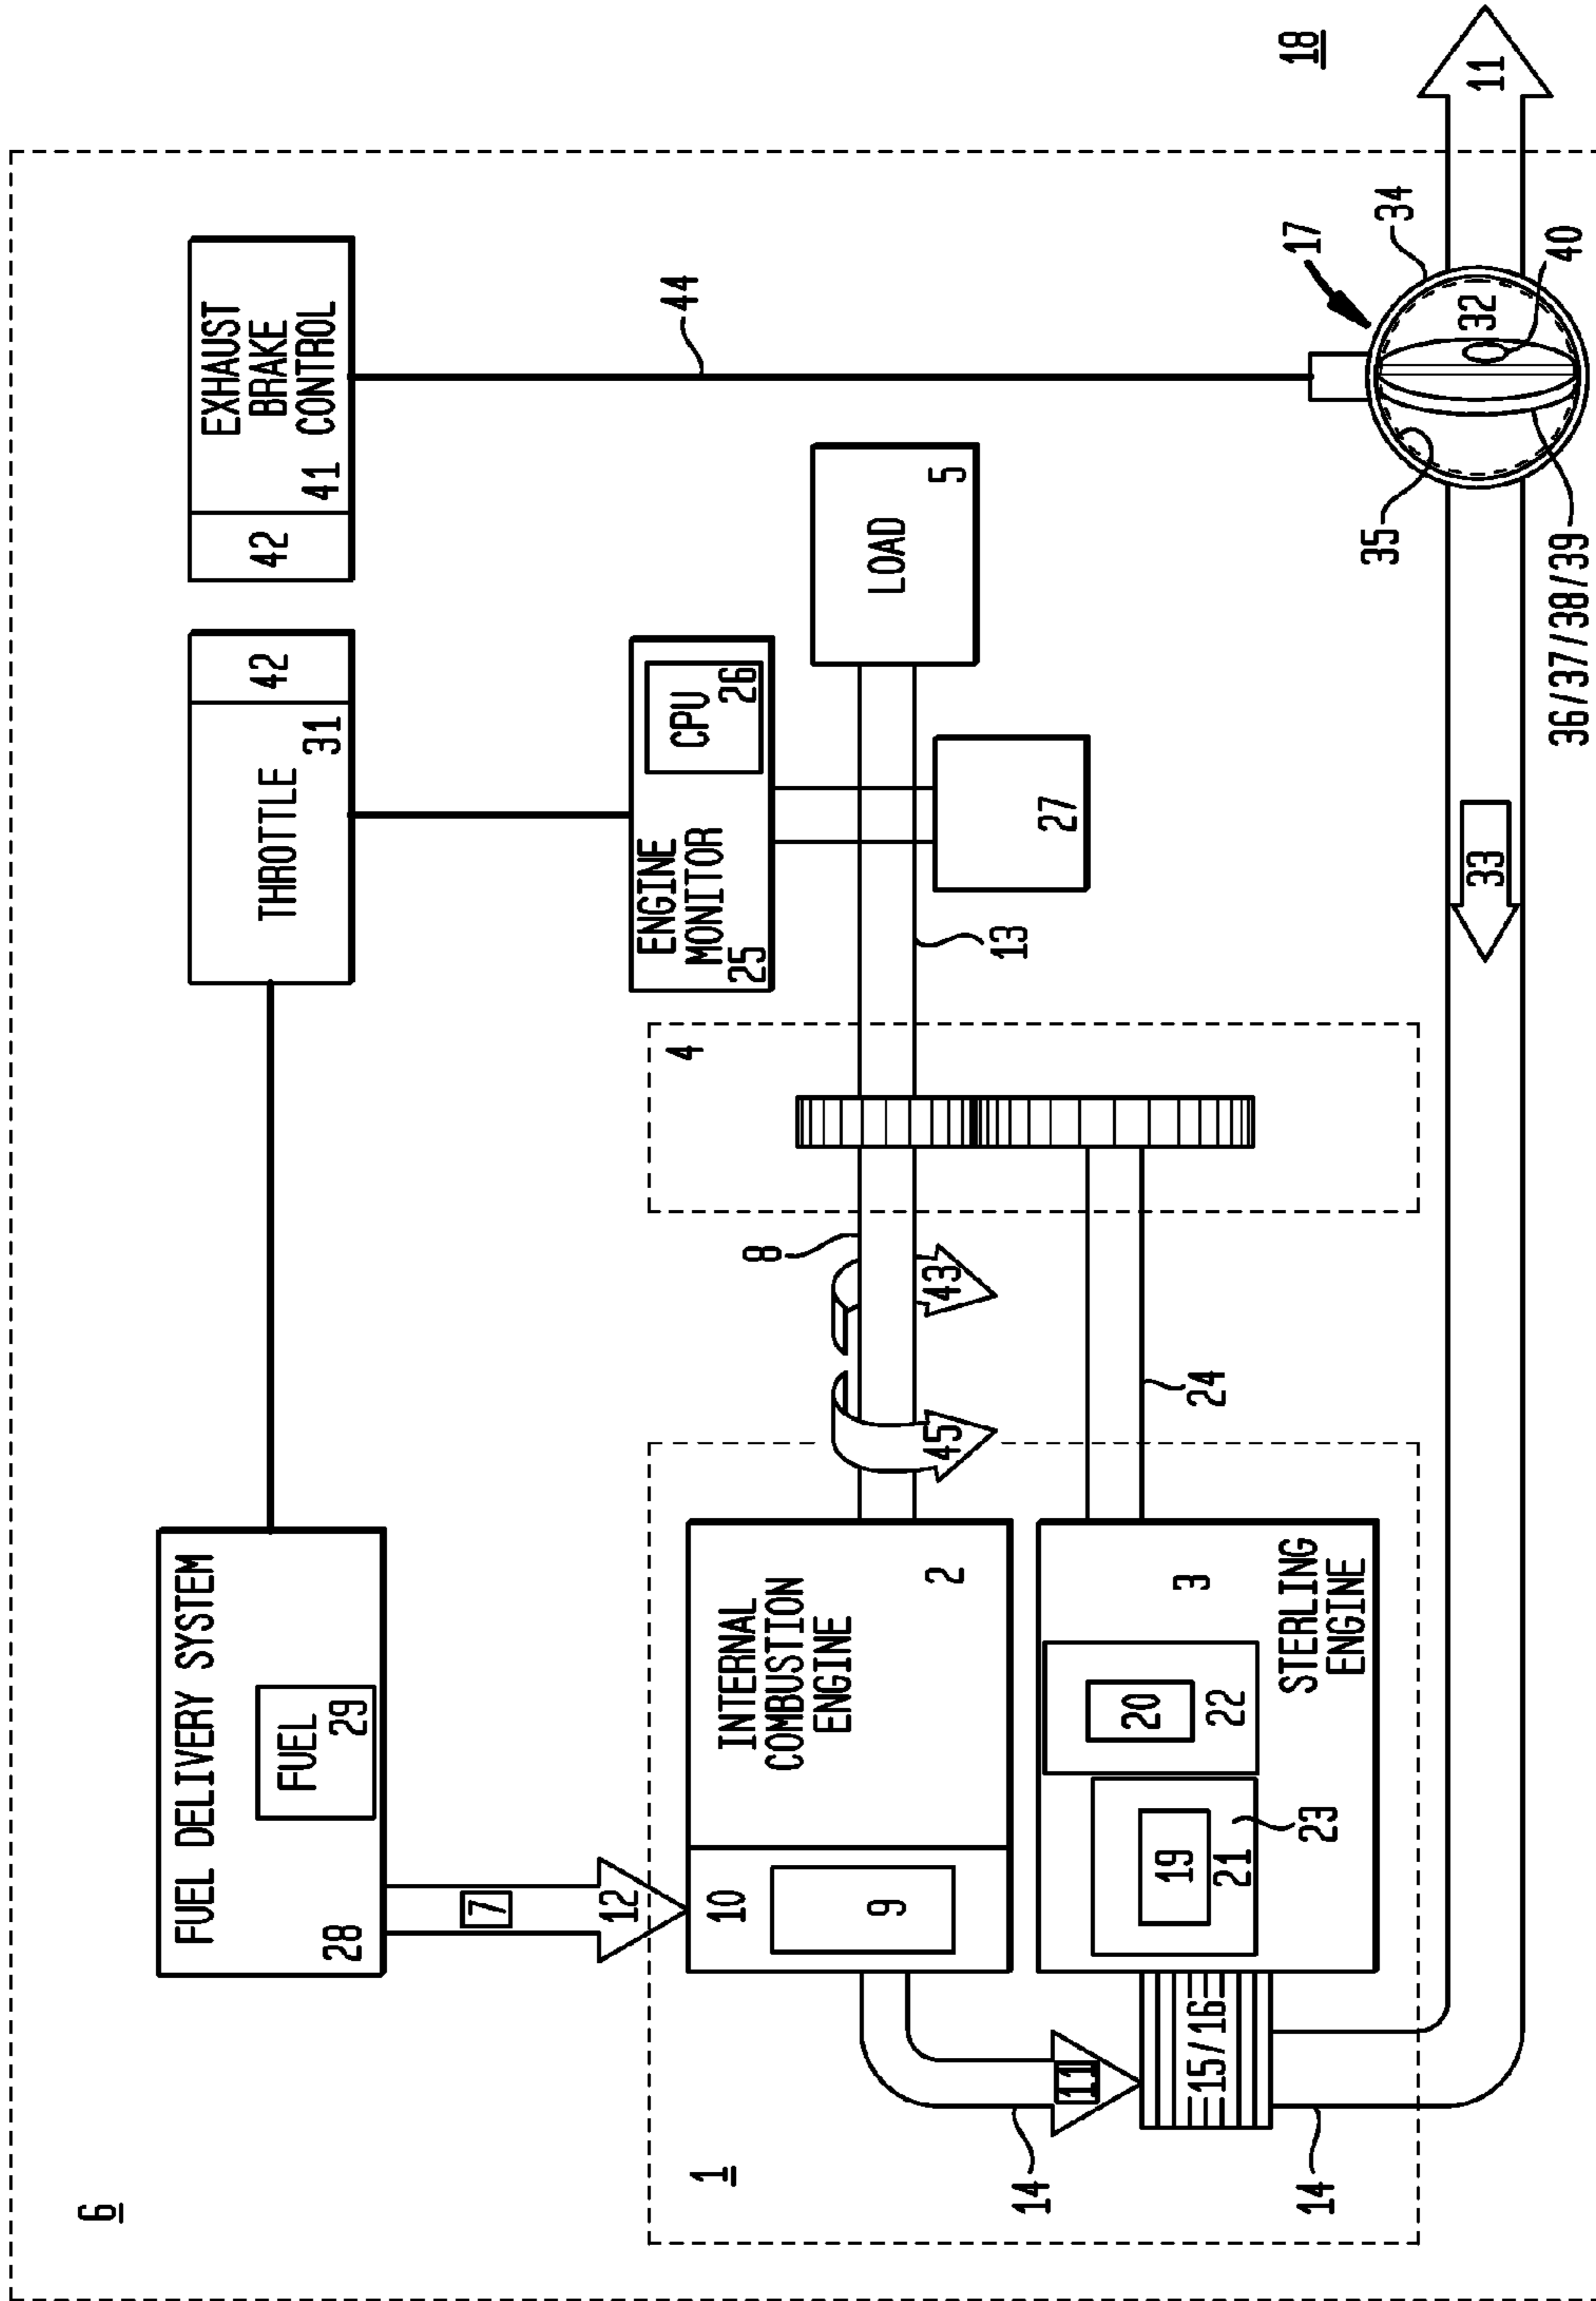 6
FUEL DELIVERY SYSTEM
FUEL
29
28
THROTTLE
31
42
42
EXHAUST
BRAKE
CONTROL
41
7
12
ENGINE
MONITOR
25
CPU
26
44
1
10
9
INTERNAL
COMBUSTION
ENGINE
2
8
45
43
4
13
27
LOAD
5
14
11
15/16
19
21
23
20
22
3
STERLING
ENGINE
24
14
33
35
36/37/38/39
17
34
32
40
18
11